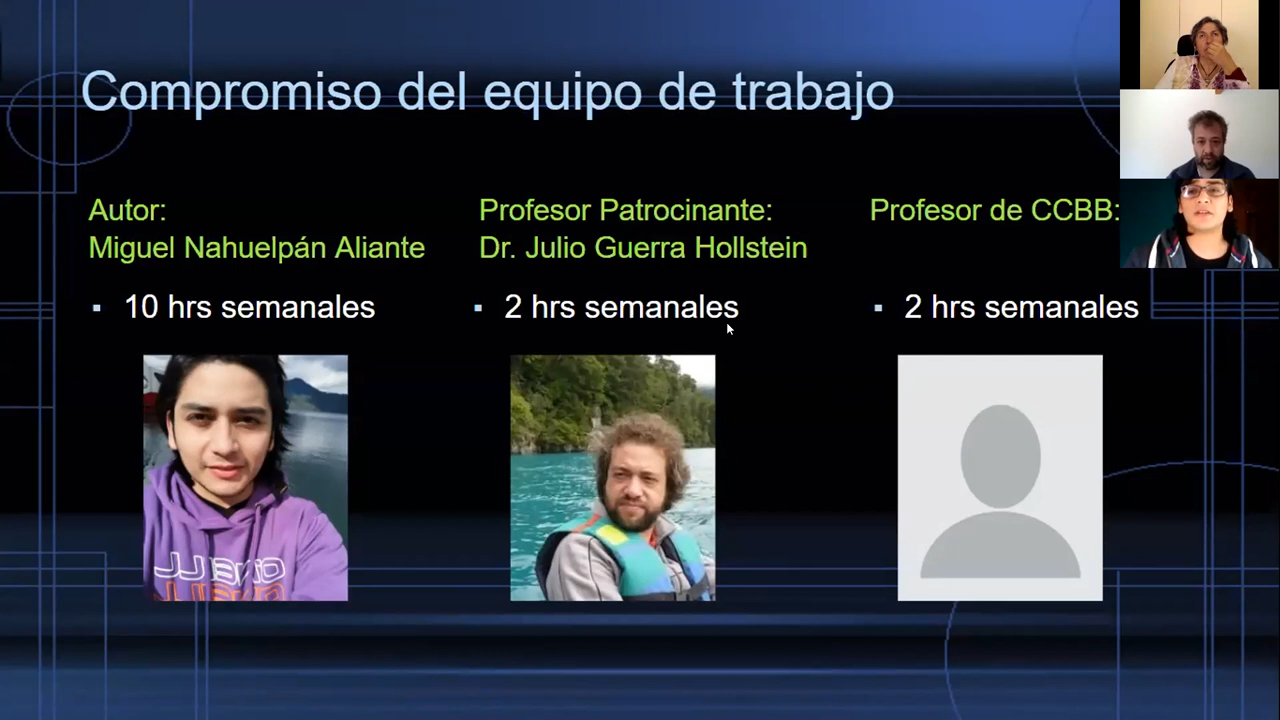 Compromiso del equipo de trabajo
Autor:
Miguel Nahuelpán Aliante
10 hrs semanales
Profesor Patrocinante:
Dr. Julio Guerra Hollstein
2 hrs semanales
Profesor de CCBB:
2 hrs semanales